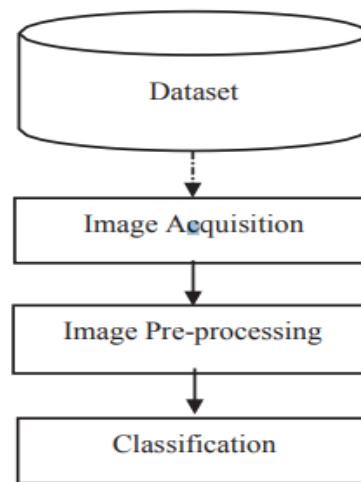 Dataset
Image Acquisition
Image Pre-processing
Classification